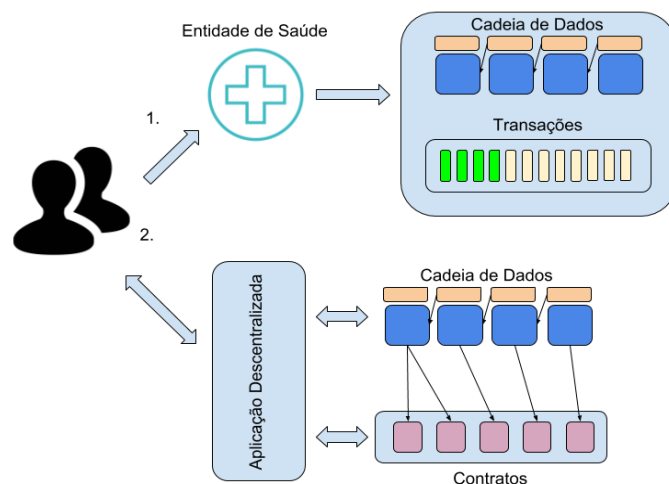 Entidade de Saúde
Cadeia de Dados
1.
Transações
2.
Aplicação Descentralizada
Cadeia de Dados
Contratos